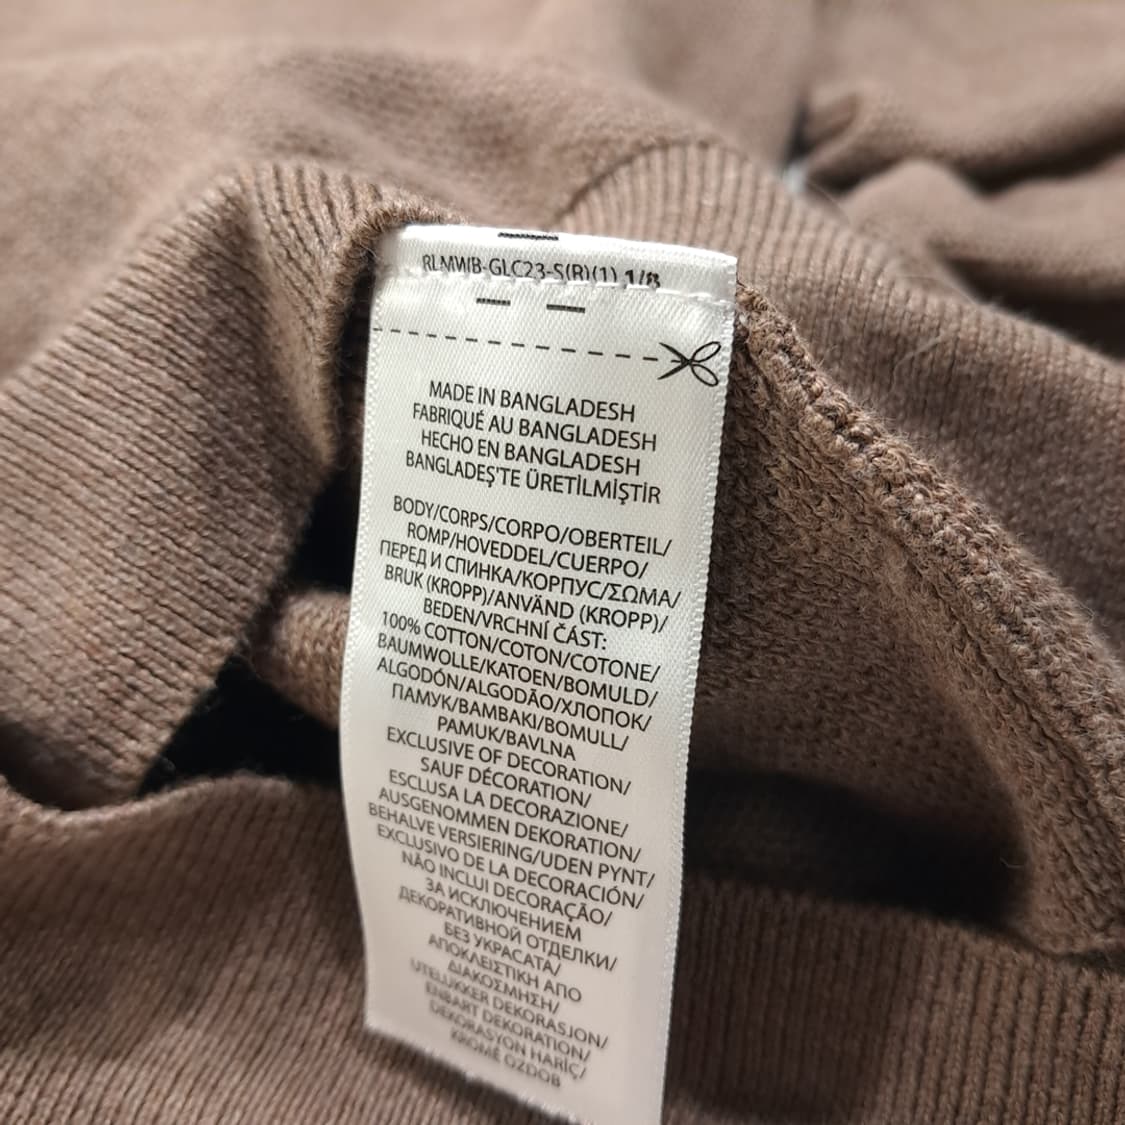 RLMWB-GLC23-S(R)(1) 1/8
MADE IN BANGLADESH
FABRIQUÉ AU BANGLADESH
HECHO EN BANGLADESH
BANGLADEŞ'TE ÜRETİLMİŞTİR
BODY/CORPS/CORPO/OBERTEIL/
ROMP/HOVEDDEL/CUERPO/
ПЕРЕД И СПИНКА/КОРПУС/ΣΩΜΑ/
BRUK (KROPP)/ANVÄND (KROPP)/
BEDEN/VRCHNÍ ČÁST:
100% COTTON/COTON/COTONE/
BAUMWOLLE/KATOEN/BOMULD/
ALGODÓN/ALGODÃO/ХЛОПОК/
ПАМУК/ΒΑΜΒΑΚΙ/BOMULL/
PAMUK/BAVLNA
EXCLUSIVE OF DECORATION/
SAUF DÉCORATION/
ESCLUSA LA DECORAZIONE/
AUSGENOMMEN DEKORATION/
BEHALVE VERSIERING/UDEN PYNT/
EXCLUSIVO DE LA DECORACIÓN/
NÃO INCLUI DECORAÇÃO/
ЗА ИСКЛЮЧЕНИЕМ
ДЕКОРАТИВНОЙ ОТДЕЛКИ/
БЕЗ УКРАСАТА/
ΑΠΟΚΛΕΙΣΤΙΚΗ ΑΠΟ
ΔΙΑΚΟΣΜΗΣΗ/
UTELUKKER DEKORASJON/
ENBART DEKORATION/
DEKORASYON HARİÇ/
KROMĚ OZDOB